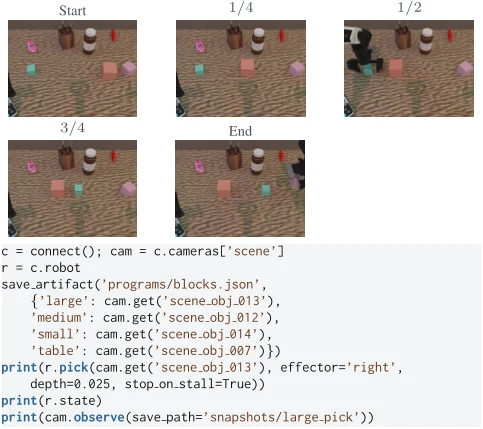 Start
1/4
1/2
3/4
End
c = connect(); cam = c.cameras['scene']
r = c.robot
save_artifact('programs/blocks.json',
    {'large': cam.get('scene_obj_013'),
    'medium': cam.get('scene_obj_012'),
    'small': cam.get('scene_obj_014'),
    'table': cam.get('scene_obj_007')})
print(r.pick(cam.get('scene_obj_013'), effector='right',
    depth=0.025, stop_on_stall=True))
print(r.state)
print(cam.observe(save_path='snapshots/large_pick'))